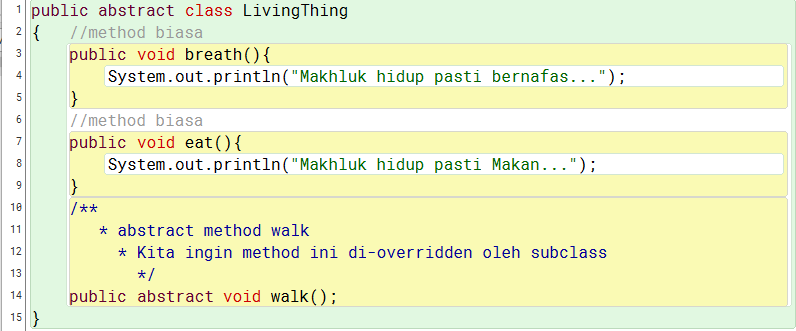 1 public abstract class LivingThing
2 { //method biasa
3 public void breath(){
4 System.out.println("Makhluk hidup pasti bernafas...");
5 }
6 //method biasa
7 public void eat(){
8 System.out.println("Makhluk hidup pasti Makan...");
9 }
10 /**
11 * abstract method walk
12 * Kita ingin method ini di-overridden oleh subclass
13 */
14 public abstract void walk();
15 }